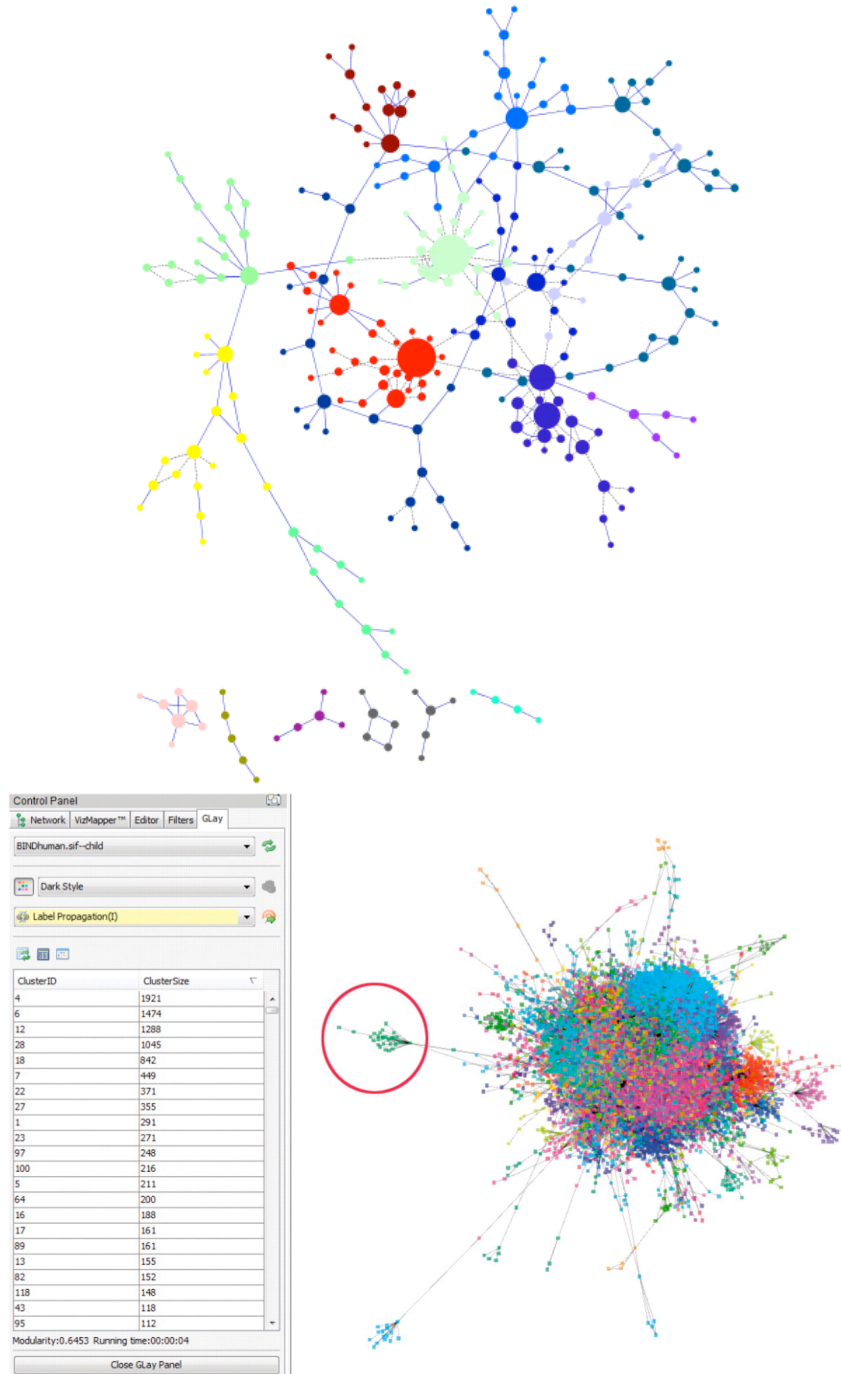 Control Panel
Network VizMapper™ Editor Filters GLay
BINDhuman.sif--child
Dark Style
Label Propagation(I)
ClusterID ClusterSize
4 1921
6 1474
12 1288
28 1045
18 842
7 449
22 371
27 355
1 291
23 271
97 248
100 216
5 211
64 200
16 188
17 161
89 161
13 155
82 152
118 148
43 118
95 112
Modularity:0.6453 Running time:00:00:04
Close GLay Panel